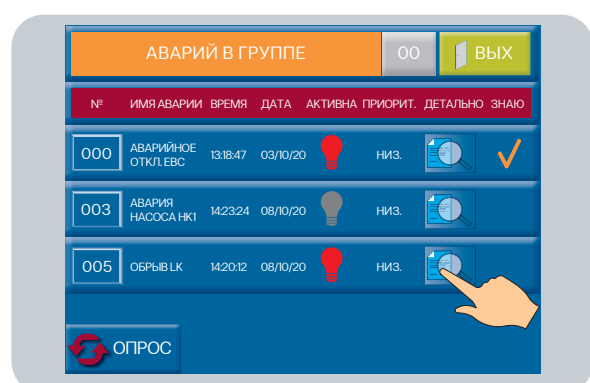 АВАРИЙ В ГРУППЕ 00 ВЫХ
№ ИМЯ АВАРИИ ВРЕМЯ ДАТА АКТИВНА ПРИОРИТ. ДЕТАЛЬНО ЗНАЮ
000 АВАРИЙНОЕ ОТКЛ. ЕВС 13:18:47 03/10/20 НИЗ.
003 АВАРИЯ НАСОСА НК1 14:23:24 08/10/20 НИЗ.
005 ОБРЫВ LK 14:20:12 08/10/20 НИЗ.
ОПРОС